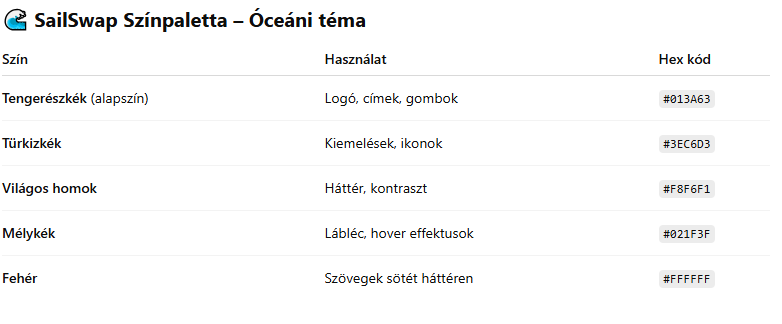 SailSwap Színpaletta – Óceáni téma
Szín Használat Hex kód
Tengerészkék (alapszín) Logó, címek, gombok #013A63
Türkizkék Kiemelések, ikonok #3EC6D3
Világos homok Háttér, kontraszt #F8F6F1
Mélykék Lábléc, hover effektusok #021F3F
Fehér Szövegek sötét háttéren #FFFFFF